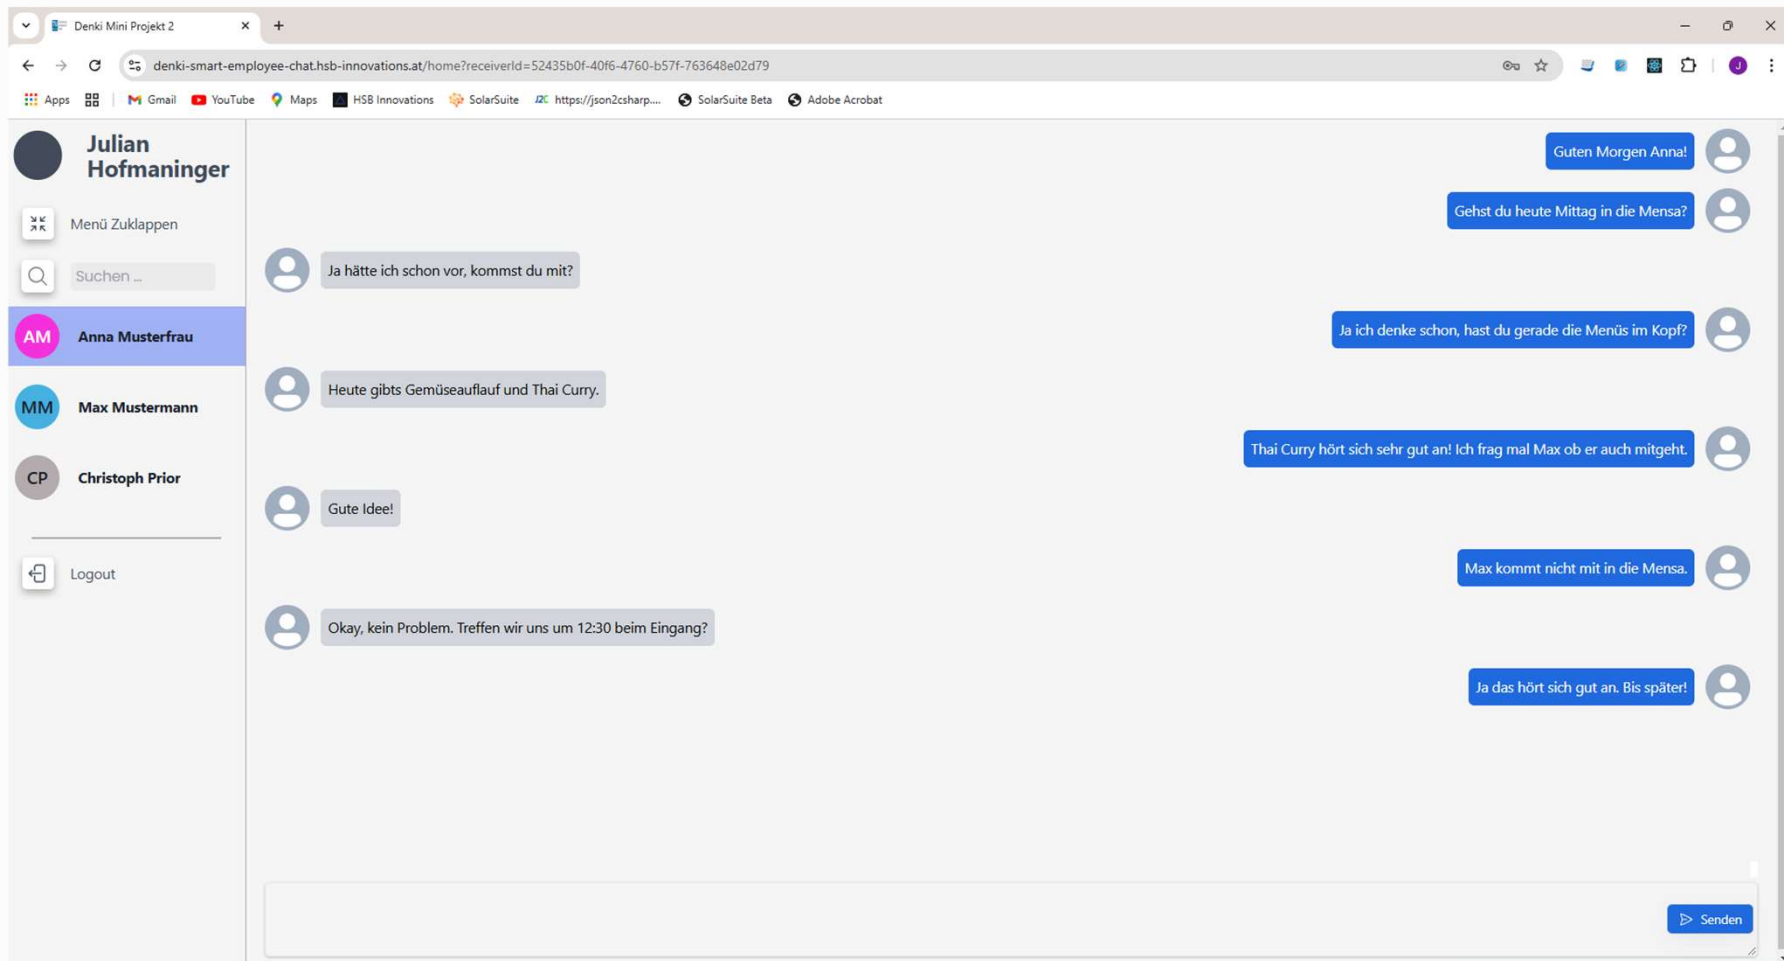 Denki Mini Projekt 2
denki-smart-employee-chat.hsb-innovations.at/home?receiverId=52435b0f-40f6-4760-b57f-763648e02d79
J
Apps
Gmail
YouTube
Maps
HSB Innovations
SolarSuite
J2C https://json2csharp....
SolarSuite Beta
Adobe Acrobat
Julian
Hofmaninger
Menü Zuklappen
Suchen ...
AM Anna Musterfrau
MM Max Mustermann
CP Christoph Prior
Logout
Guten Morgen Anna!
Gehst du heute Mittag in die Mensa?
Ja hätte ich schon vor, kommst du mit?
Ja ich denke schon, hast du gerade die Menüs im Kopf?
Heute gibts Gemüseauflauf und Thai Curry.
Thai Curry hört sich sehr gut an! Ich frag mal Max ob er auch mitgeht.
Gute Idee!
Max kommt nicht mit in die Mensa.
Okay, kein Problem. Treffen wir uns um 12:30 beim Eingang?
Ja das hört sich gut an. Bis später!
Senden